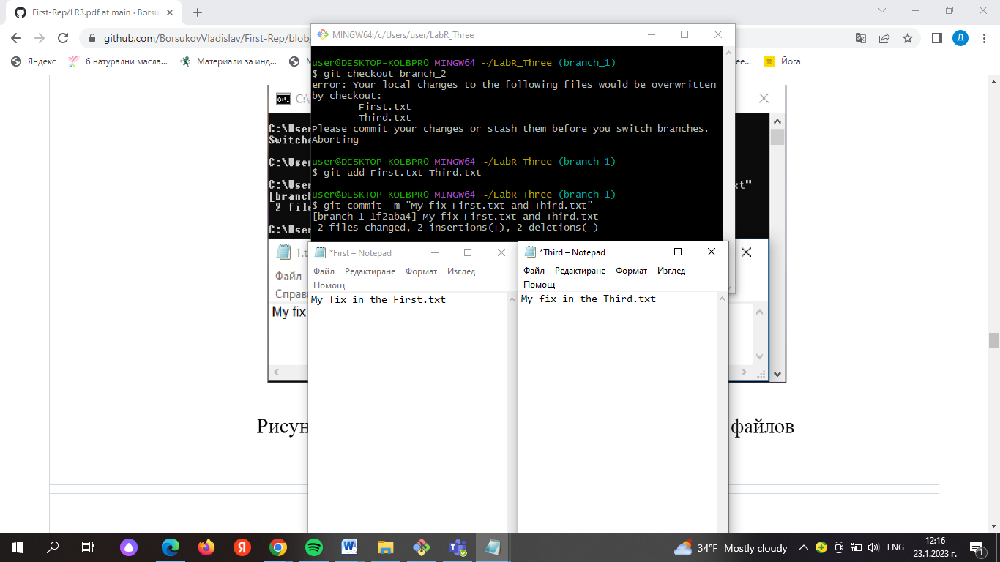 First-Rep/LR3.pdf at main · Borsu
github.com/BorsukovVladislav/First-Rep/blob/
Д
Яндекс
6 натурални масла...
Материали за инд...
ее...
Йога
MINGW64:/c/Users/user/LabR_Three
user@DESKTOP-KOLBPRO MINGW64 ~/LabR_Three (branch_1)
$ git checkout branch_2
error: Your local changes to the following files would be overwritten
by checkout:
First.txt
Third.txt
Please commit your changes or stash them before you switch branches.
Aborting
user@DESKTOP-KOLBPRO MINGW64 ~/LabR_Three (branch_1)
$ git add First.txt Third.txt
user@DESKTOP-KOLBPRO MINGW64 ~/LabR_Three (branch_1)
$ git commit -m "My fix First.txt and Third.txt"
[branch_1 1f2aba4] My fix First.txt and Third.txt
2 files changed, 2 insertions(+), 2 deletions(-)
C:\User
Switche
C:\User
C:\User
xt"
[branch
2 file
C:\User
1.t
Файл
Справ
My fix
*First – Notepad
Файл Редактиране Формат Изглед
Помощ
My fix in the First.txt
*Third – Notepad
Файл Редактиране Формат Изглед
Помощ
My fix in the Third.txt
Рисун
файлов
34°F Mostly cloudy
ENG
12:16
23.1.2023 г.
1